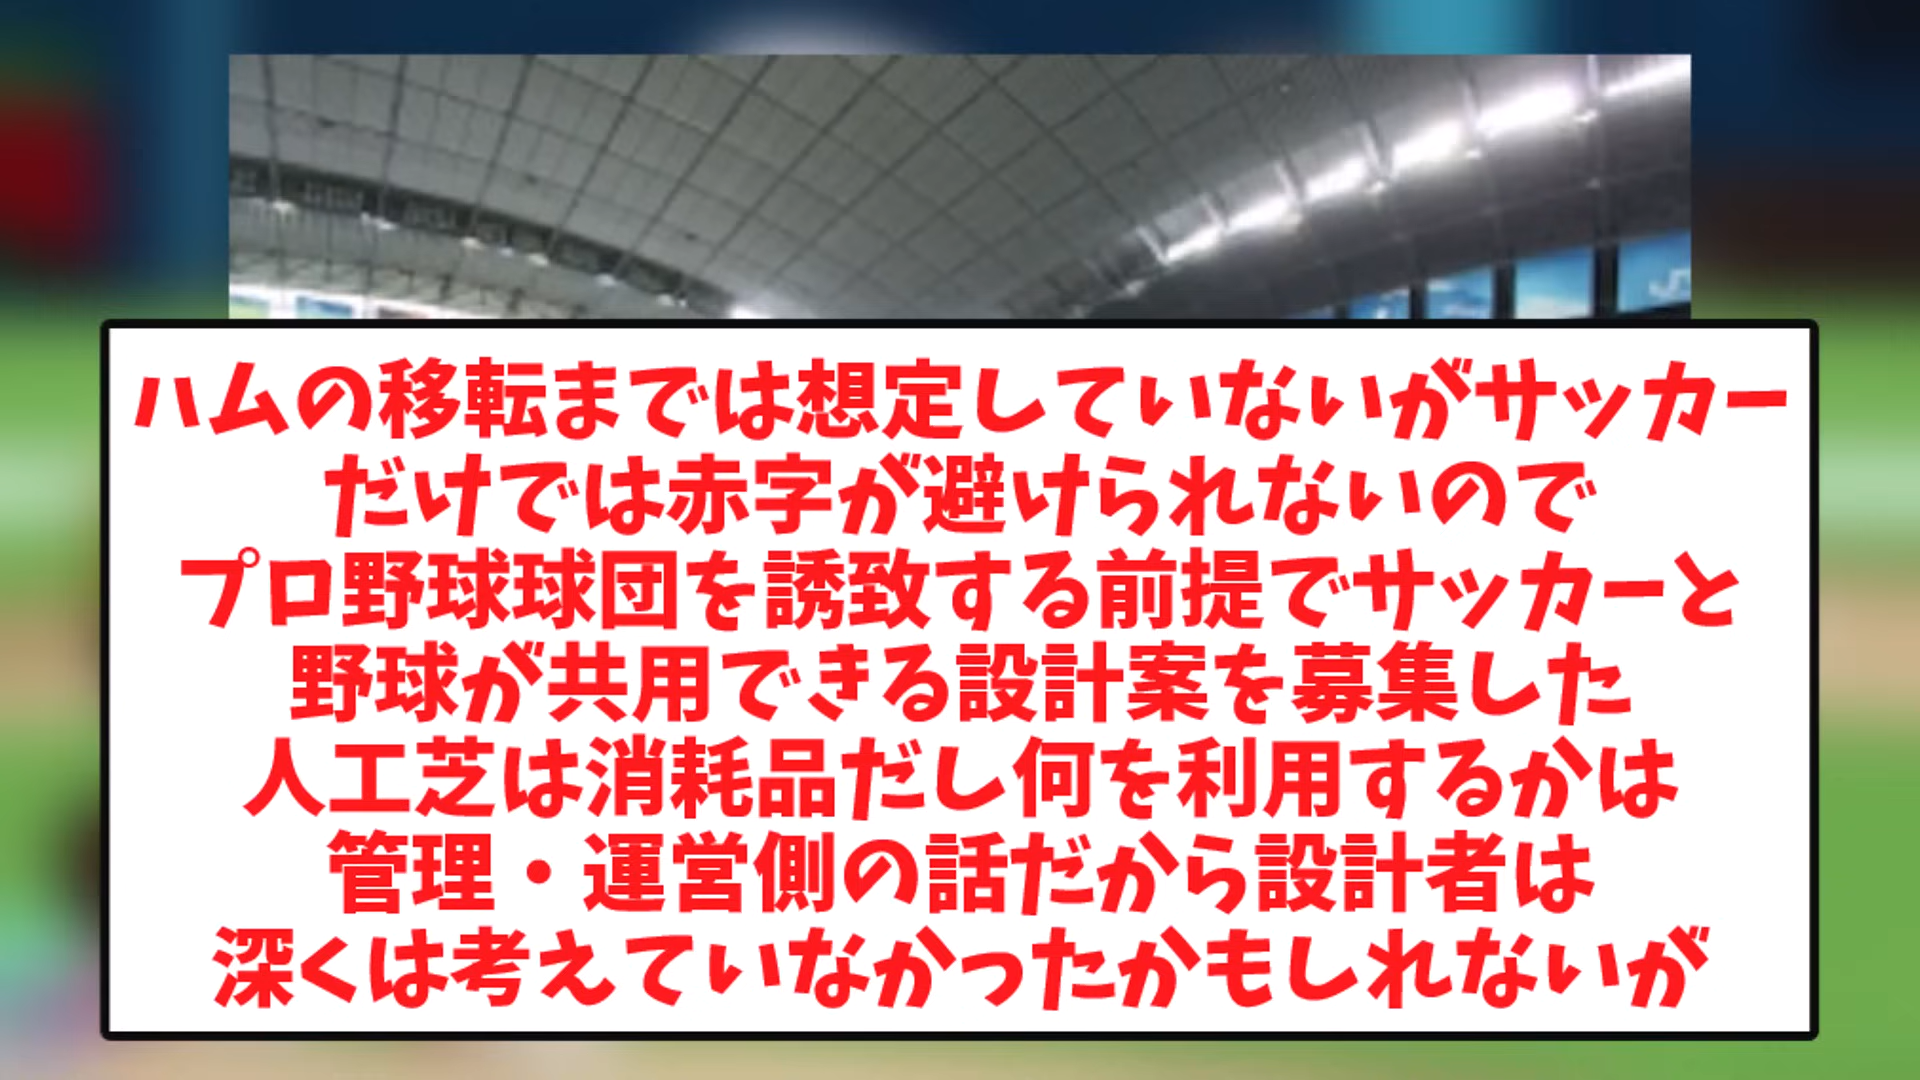 ハムの移転までは想定していないがサッカー
だけでは赤字が避けられないので
プロ野球球団を誘致する前提でサッカーと
野球が共用できる設計案を募集した
人工芝は消耗品だし何を利用するかは
管理・運営側の話だから設計者は
深くは考えていなかったかもしれないが